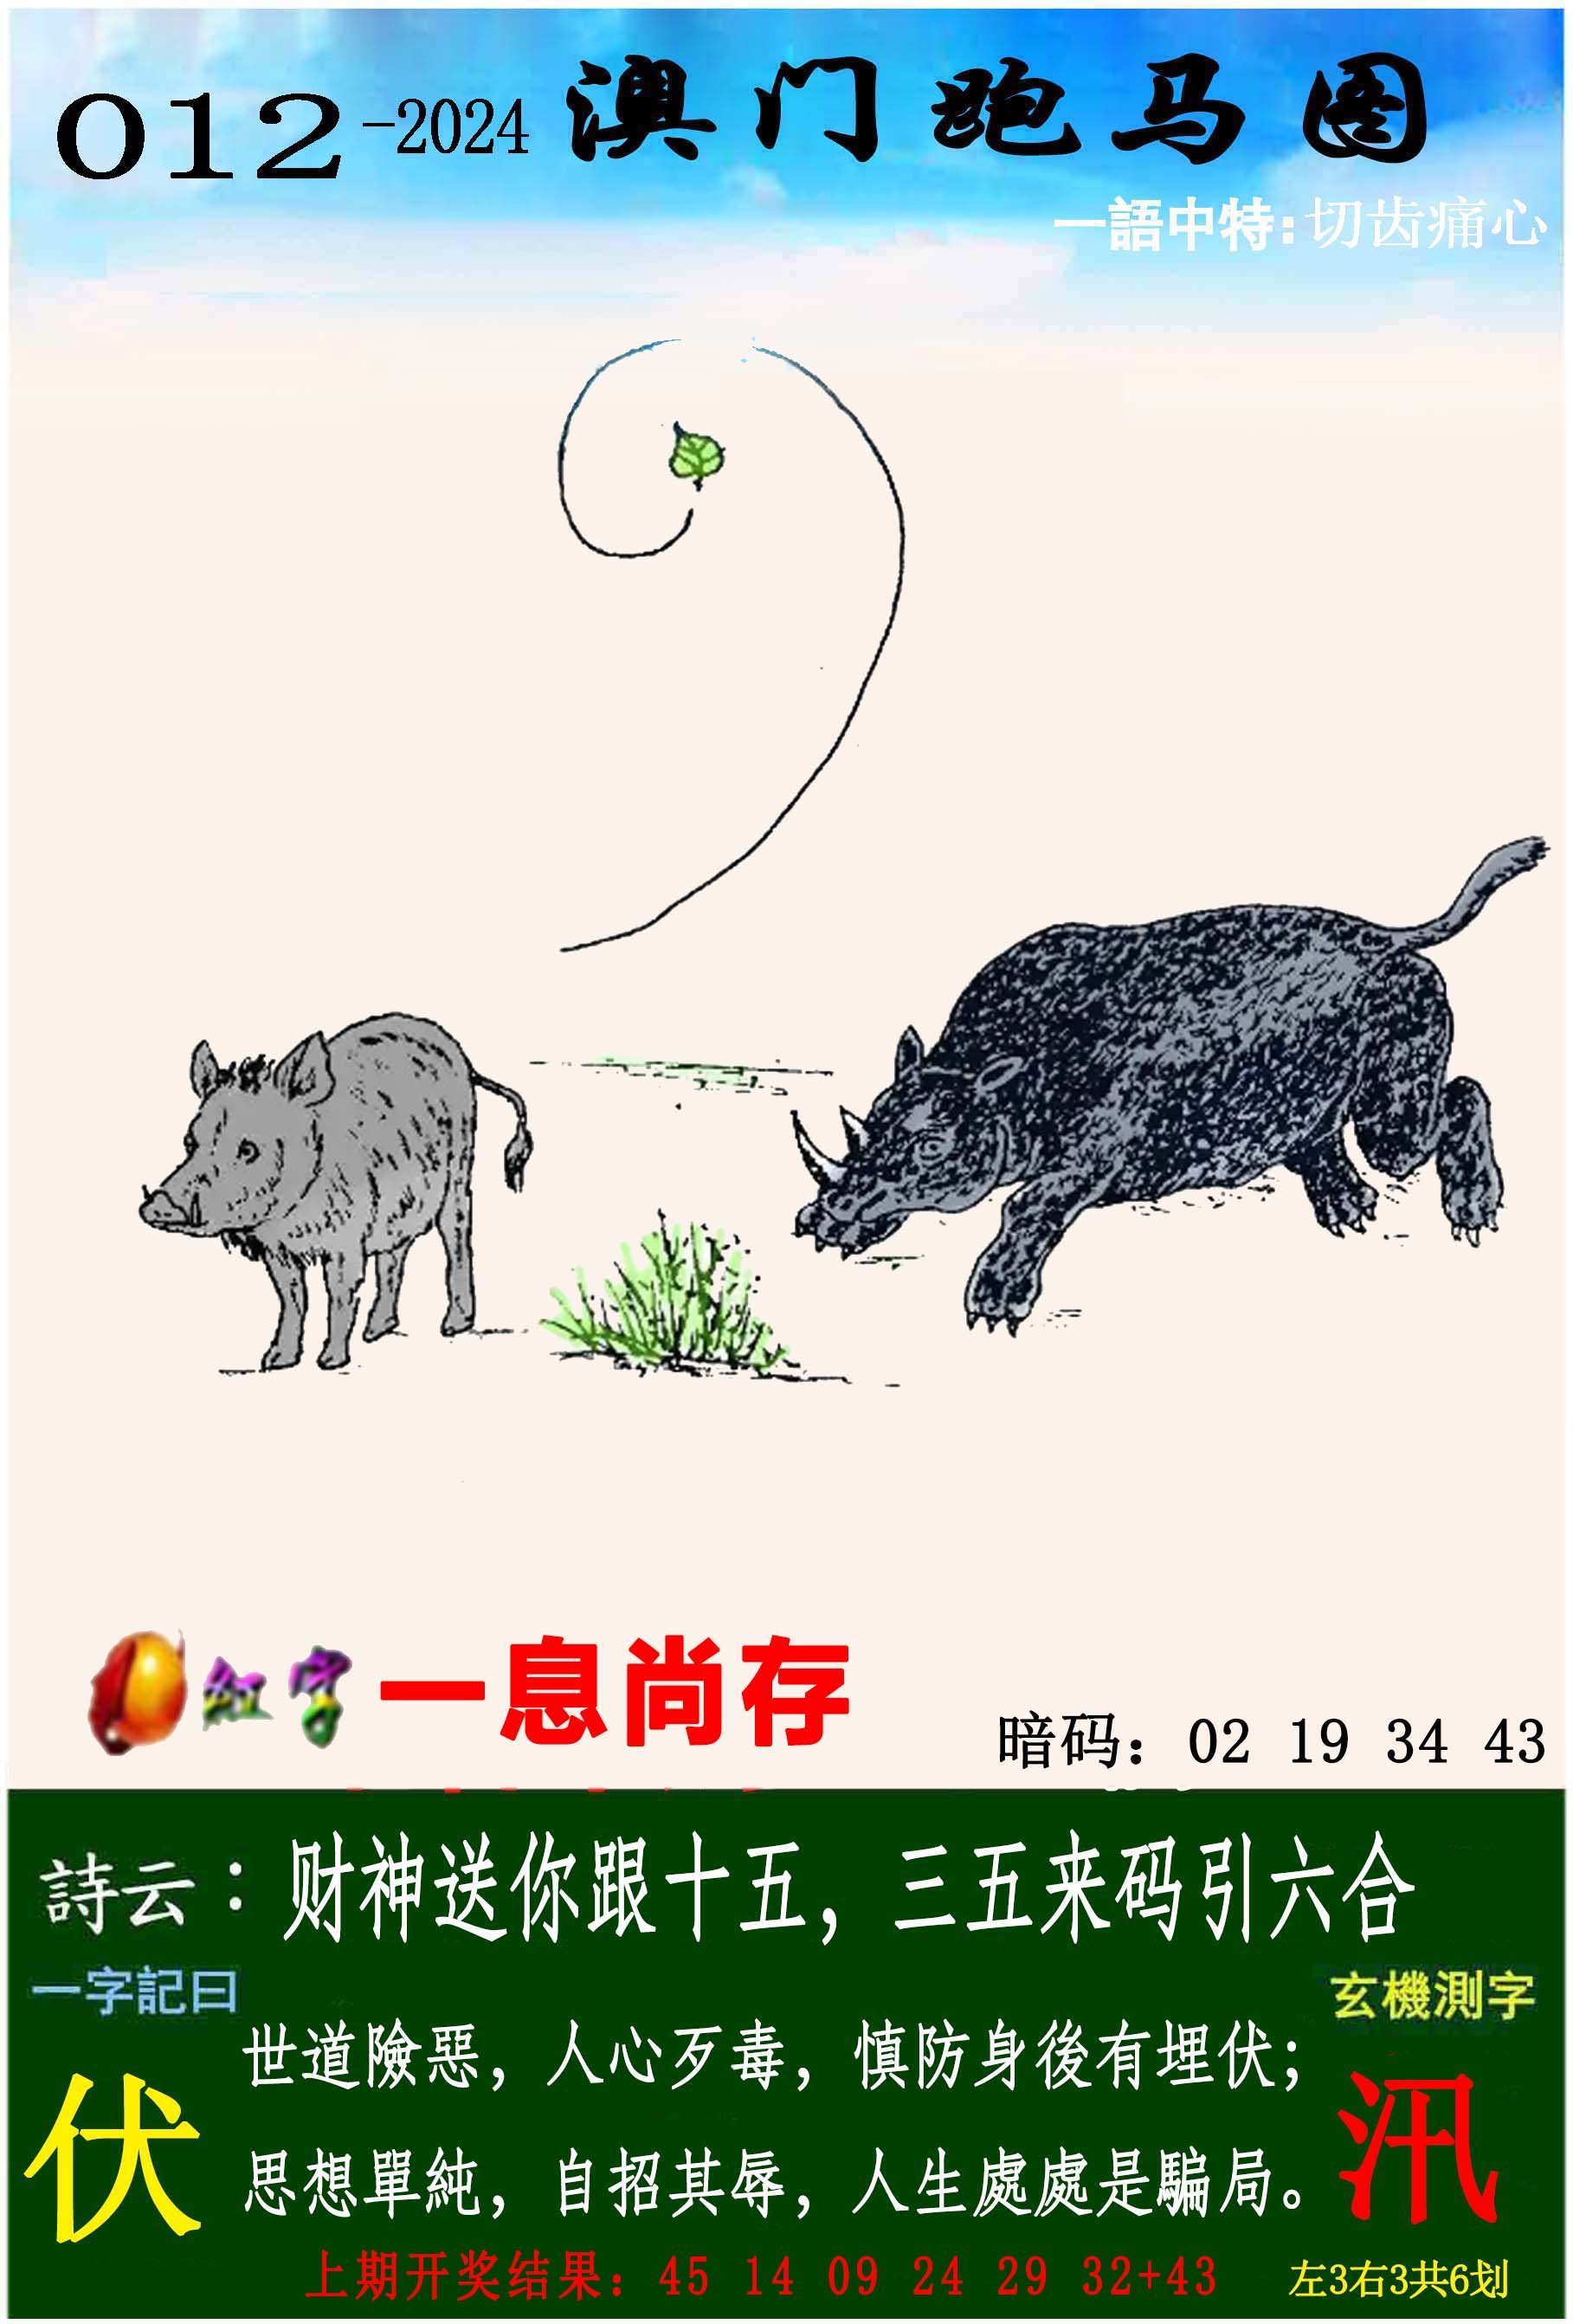 012-2024 澳门跑马图
一語中特:切齿痛心
红字 一息尚存
暗码：02 19 34 43
詩云：财神送你跟十五，三五来码引六合
一字記曰
玄機測字
世道險惡，人心歹毒，慎防身後有埋伏；
伏
汛
思想單純，自招其辱，人生處處是騙局。
上期开奖结果：45 14 09 24 29 32+43
左3右3共6划